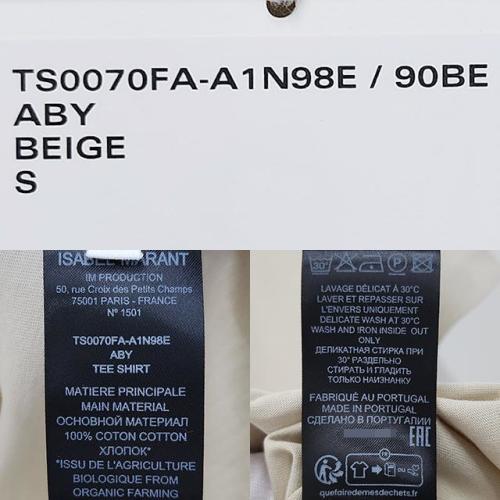 TS0070FA-A1N98E / 90BE
ABY
BEIGE
S
ISABEL MARANT
IM PRODUCTION
50, rue Croix des Petits Champs
75001 PARIS - FRANCE
N° 1501
TS0070FA-A1N98E
ABY
TEE SHIRT
MATIERE PRINCIPALE
MAIN MATERIAL
ОСНОВНОЙ МАТЕРИАЛ
100% COTON COTTON
ХЛОПОК*
*ISSU DE L'AGRICULTURE
BIOLOGIQUE FROM
ORGANIC FARMING
30°
LAVAGE DÉLICAT À 30°C
LAVER ET REPASSER SUR
L'ENVERS UNIQUEMENT
DELICATE WASH AT 30°C
WASH AND IRON INSIDE OUT
ONLY
ДЕЛИКАТНАЯ СТИРКА ПРИ
30° РАЗДЕЛЬНО
СТИРАТЬ И ГЛАДИТЬ
ТОЛЬКО НАИЗНАНКУ
FABRIQUÉ AU PORTUGAL
MADE IN PORTUGAL
СДЕЛАНО В ПОРТУГАЛИИ
EAC
FR
quefairedemesdechets.fr